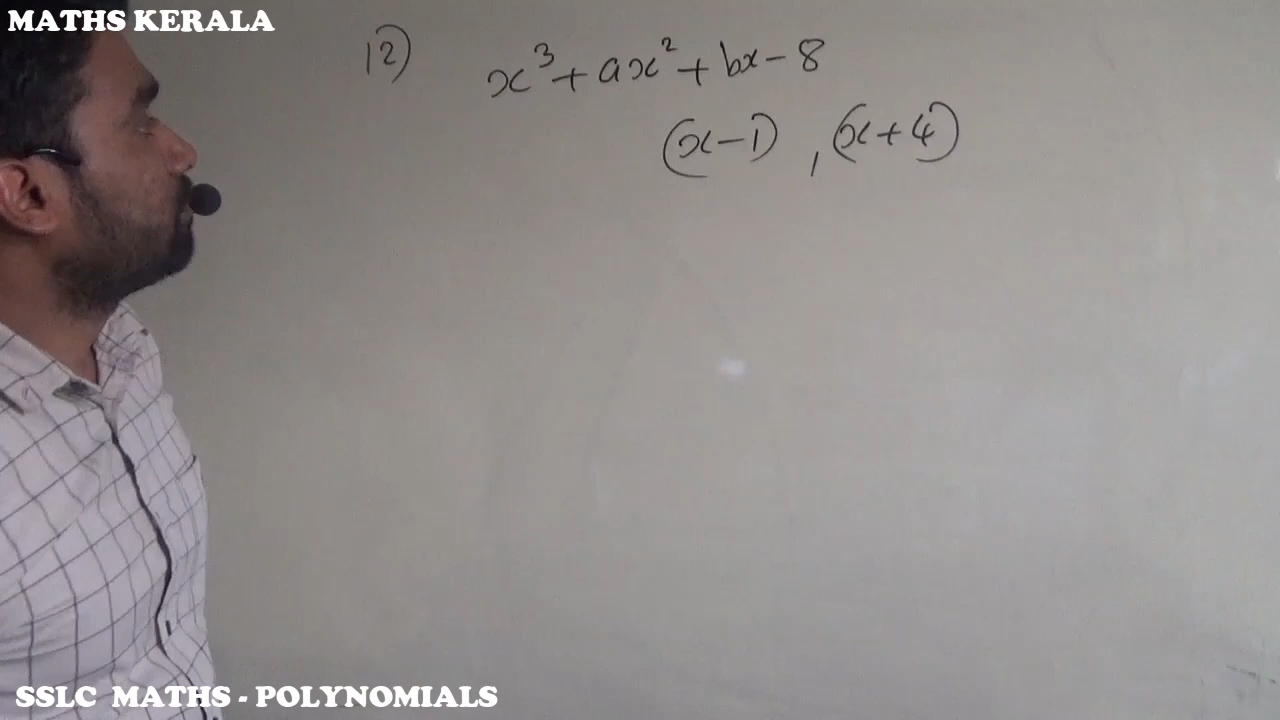 MATHS KERALA
12) x³ + ax² + bx - 8
(x-1) , (x+4)
SSLC MATHS - POLYNOMIALS